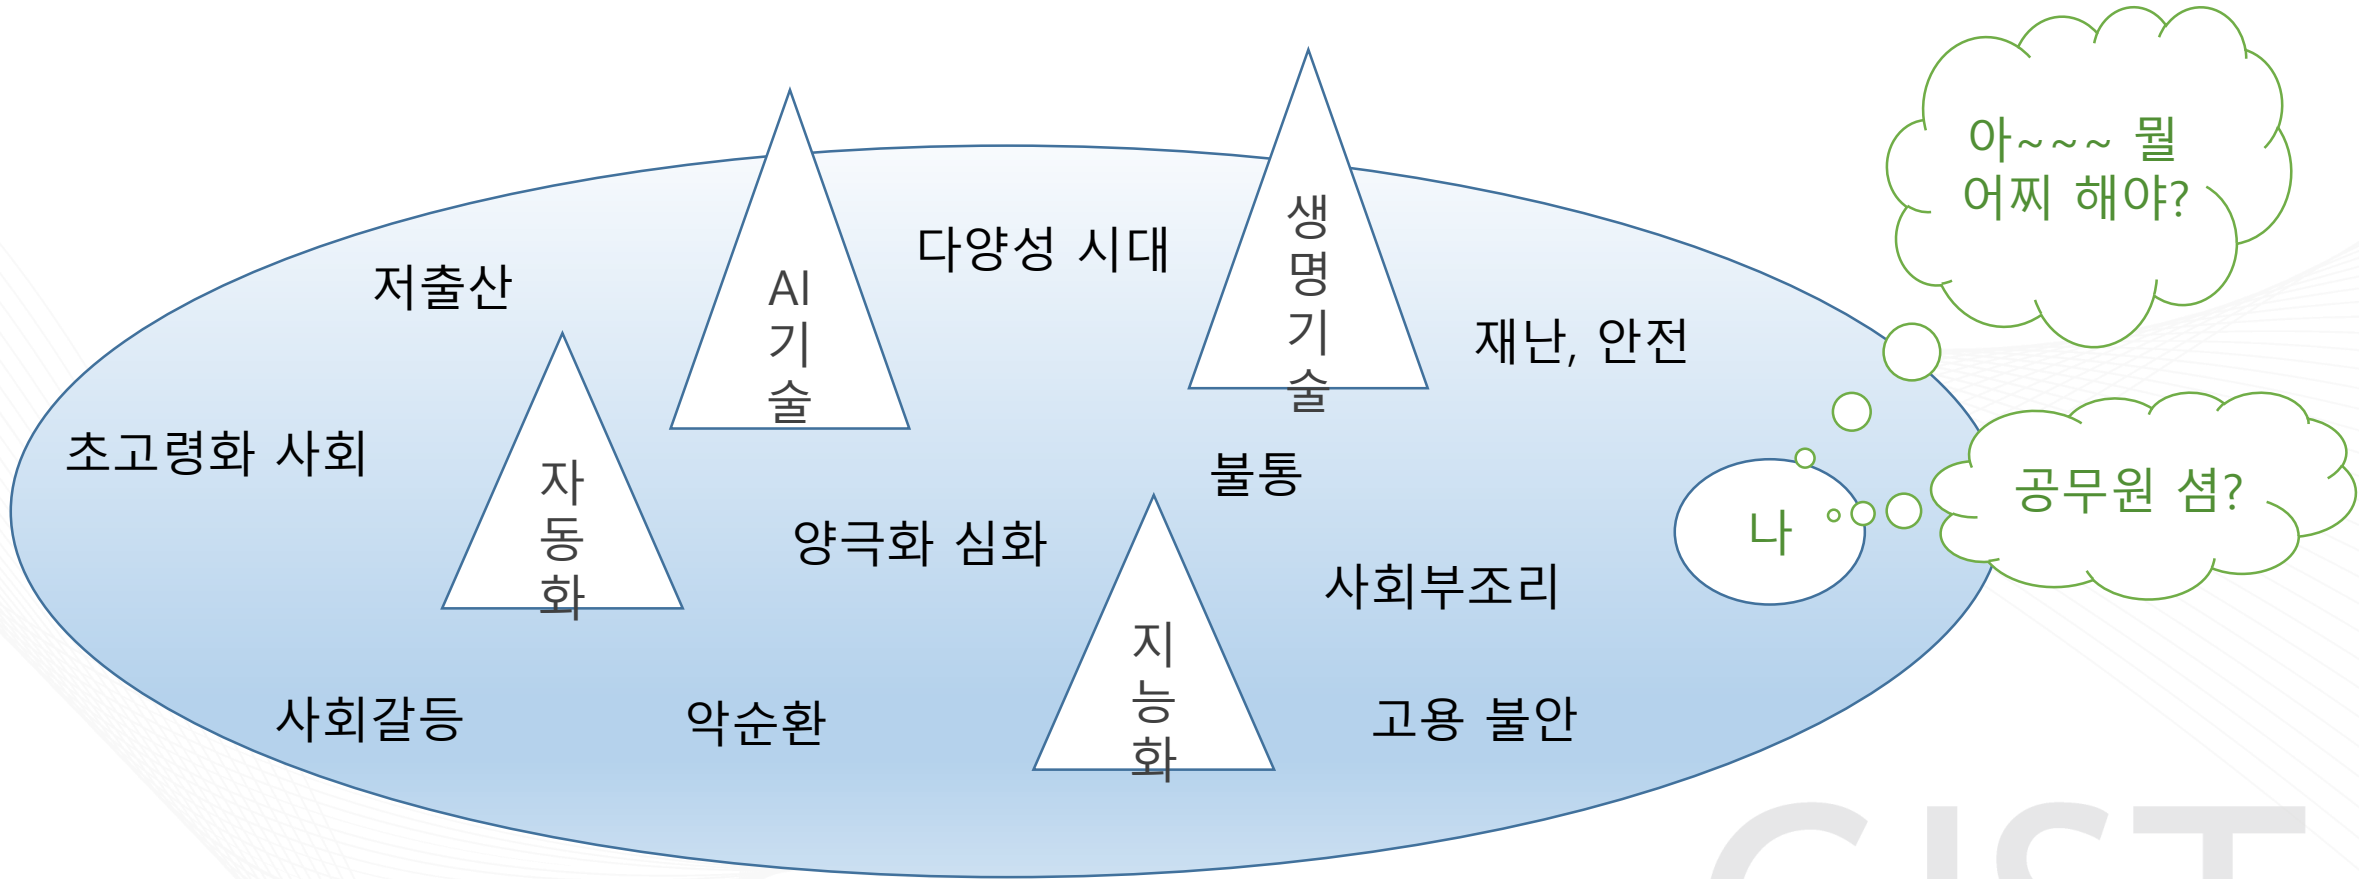 아~~~ 뭘
어찌 해야?
다양성 시대
저출산
AI
기
술
생
명
기
술
재난, 안전
초고령화 사회
자
동
화
불통
공무원 셤?
나
양극화 심화
사회부조리
지
능
화
사회갈등
악순환
고용 불안
GIST